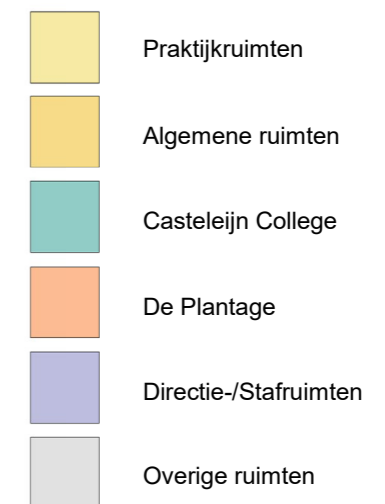 Praktijkruimten
Algemene ruimten
Casteleijn College
De Plantage
Directie-/Stafruimten
Overige ruimten